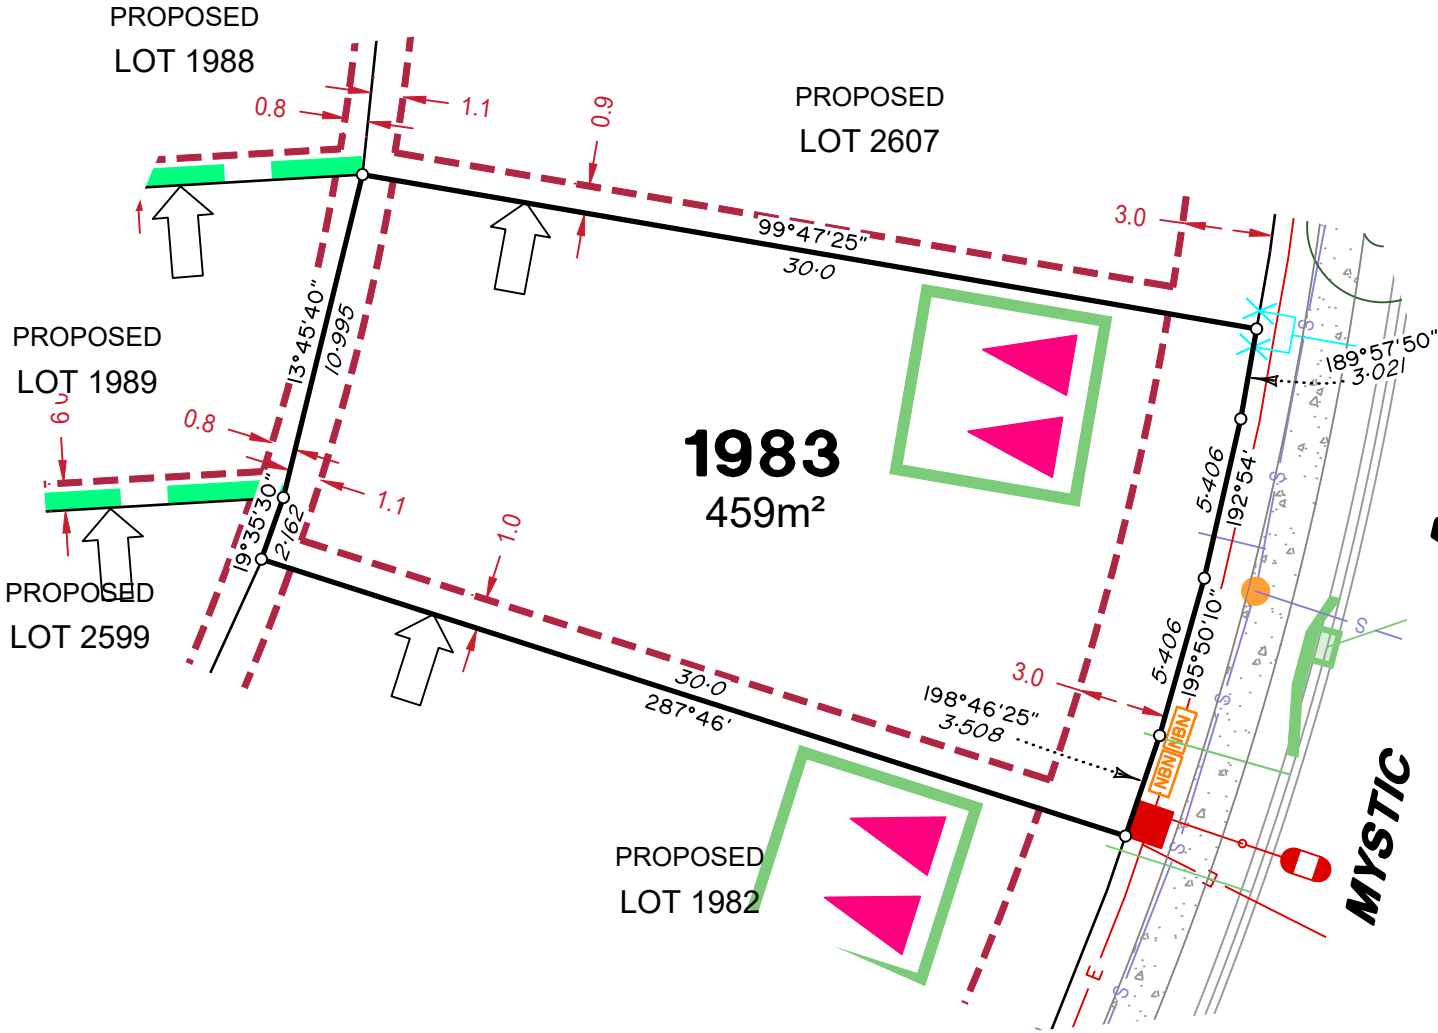 PROPOSED
LOT 1988
0.8
1.1
0.9
PROPOSED
LOT 2607
3.0
99°47'25"
30·0
13°45'40"
10·995
PROPOSED
LOT 1989
0.8
1.1
19°35'30"
2·162
1.0
PROPOSED
LOT 2599
1983
459m²
189°57'50"
3·021
5·406
192°54'
S
S
S
5·406
195°50'10"
S
3.0
198°46'25"
3·508
30·0
287°46'
NBN
NBN
S
E
S
PROPOSED
LOT 1982
MYSTIC